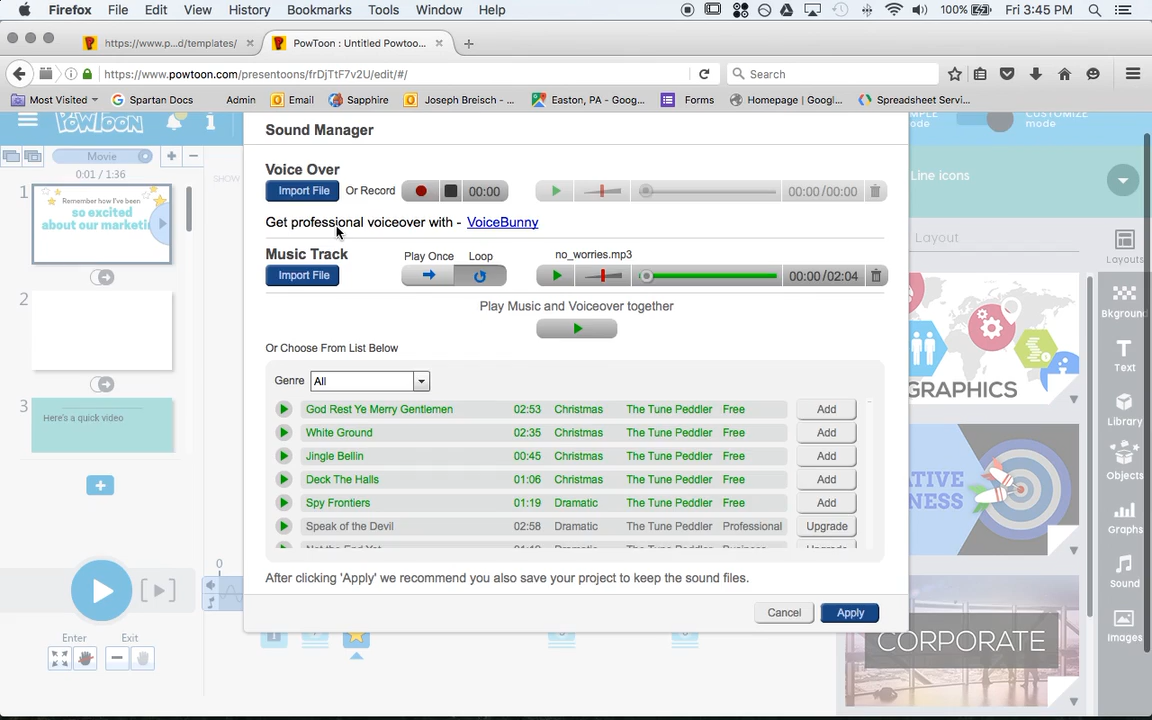 Firefox File Edit View History Bookmarks Tools Window Help 100% Fri 3:45 PM
https://www.p...d/templates/ PowToon : Untitled Powtoo...
https://www.powtoon.com/presentoons/frDjTtF7v2U/edit/#/ Search
Most Visited Spartan Docs Admin Email Sapphire Joseph Breisch - ... Easton, PA - Goog... Forms Homepage | Googl... Spreadsheet Servi...
POWTOON
Sound Manager
CUSTOMIZE
mode
Movie
0:01 / 1:36
SHOW
Voice Over
Import File Or Record 00:00 00:00/00:00
Get professional voiceover with - VoiceBunny
Music Track Play Once Loop no_worries.mp3
Import File 00:00/02:04
Play Music and Voiceover together
Or Choose From List Below
Genre All
God Rest Ye Merry Gentlemen 02:53 Christmas The Tune Peddler Free Add
White Ground 02:35 Christmas The Tune Peddler Free Add
Jingle Bellin 00:45 Christmas The Tune Peddler Free Add
Deck The Halls 01:06 Christmas The Tune Peddler Free Add
Spy Frontiers 01:19 Dramatic The Tune Peddler Free Add
Speak of the Devil 02:58 Dramatic The Tune Peddler Professional Upgrade
After clicking 'Apply' we recommend you also save your project to keep the sound files.
Cancel Apply
1
Remember how I've been
so excited
about our marketi
2
3
Here's a quick video
0
Enter Exit
Line icons
Layout
Layouts
Bkground
Text
Library
Objects
Graphs
Sound
Images
GRAPHICS
CORPORATE